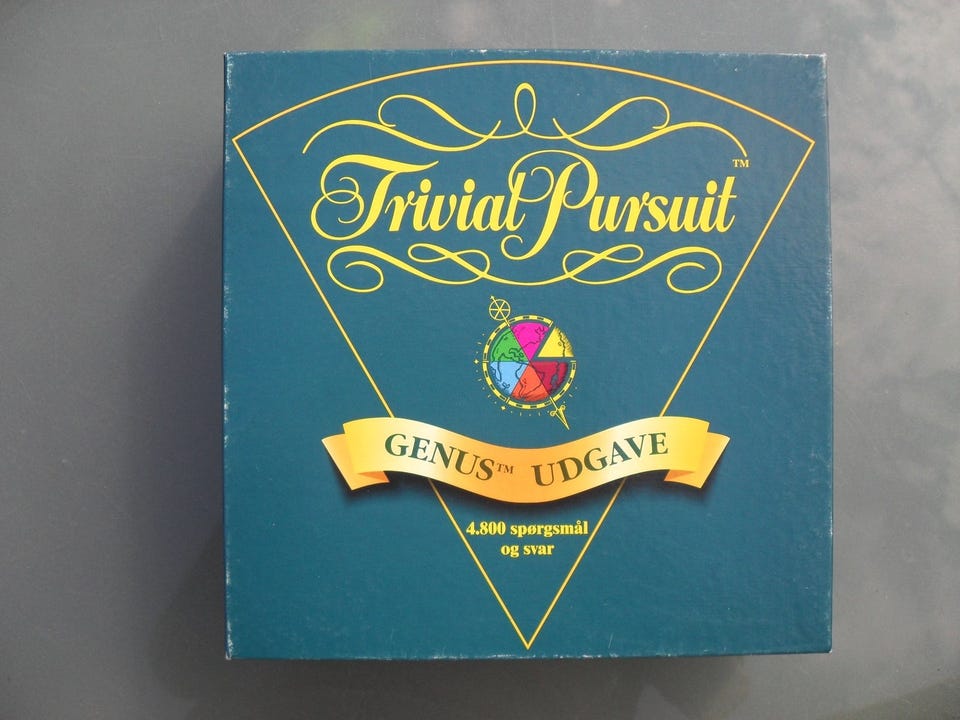 Trivial Pursuit™
GENUS™ UDGAVE
4.800 spørgsmål
og svar